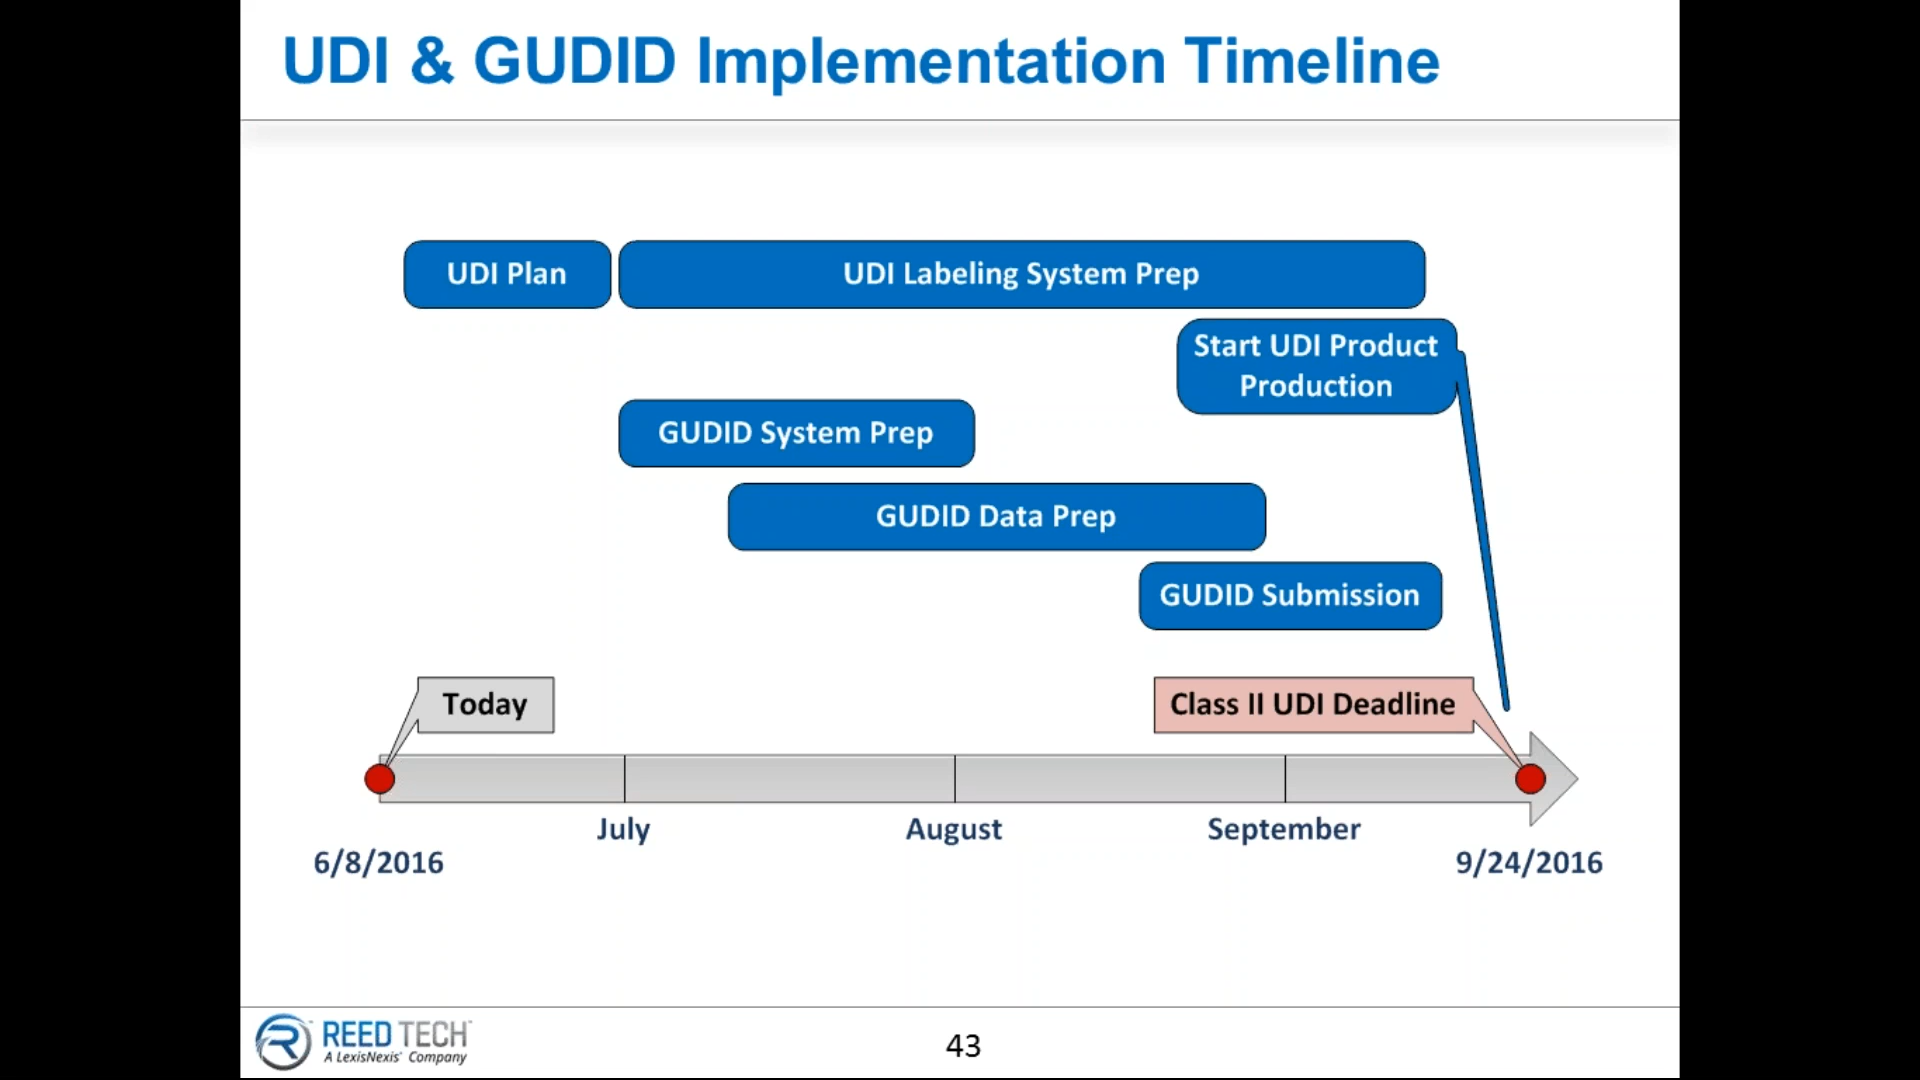 UDI & GUDID Implementation Timeline
UDI Plan
UDI Labeling System Prep
Start UDI Product
Production
GUDID System Prep
GUDID Data Prep
GUDID Submission
Today
Class II UDI Deadline
July
August
September
6/8/2016
9/24/2016
REED TECH™
A LexisNexis® Company
43